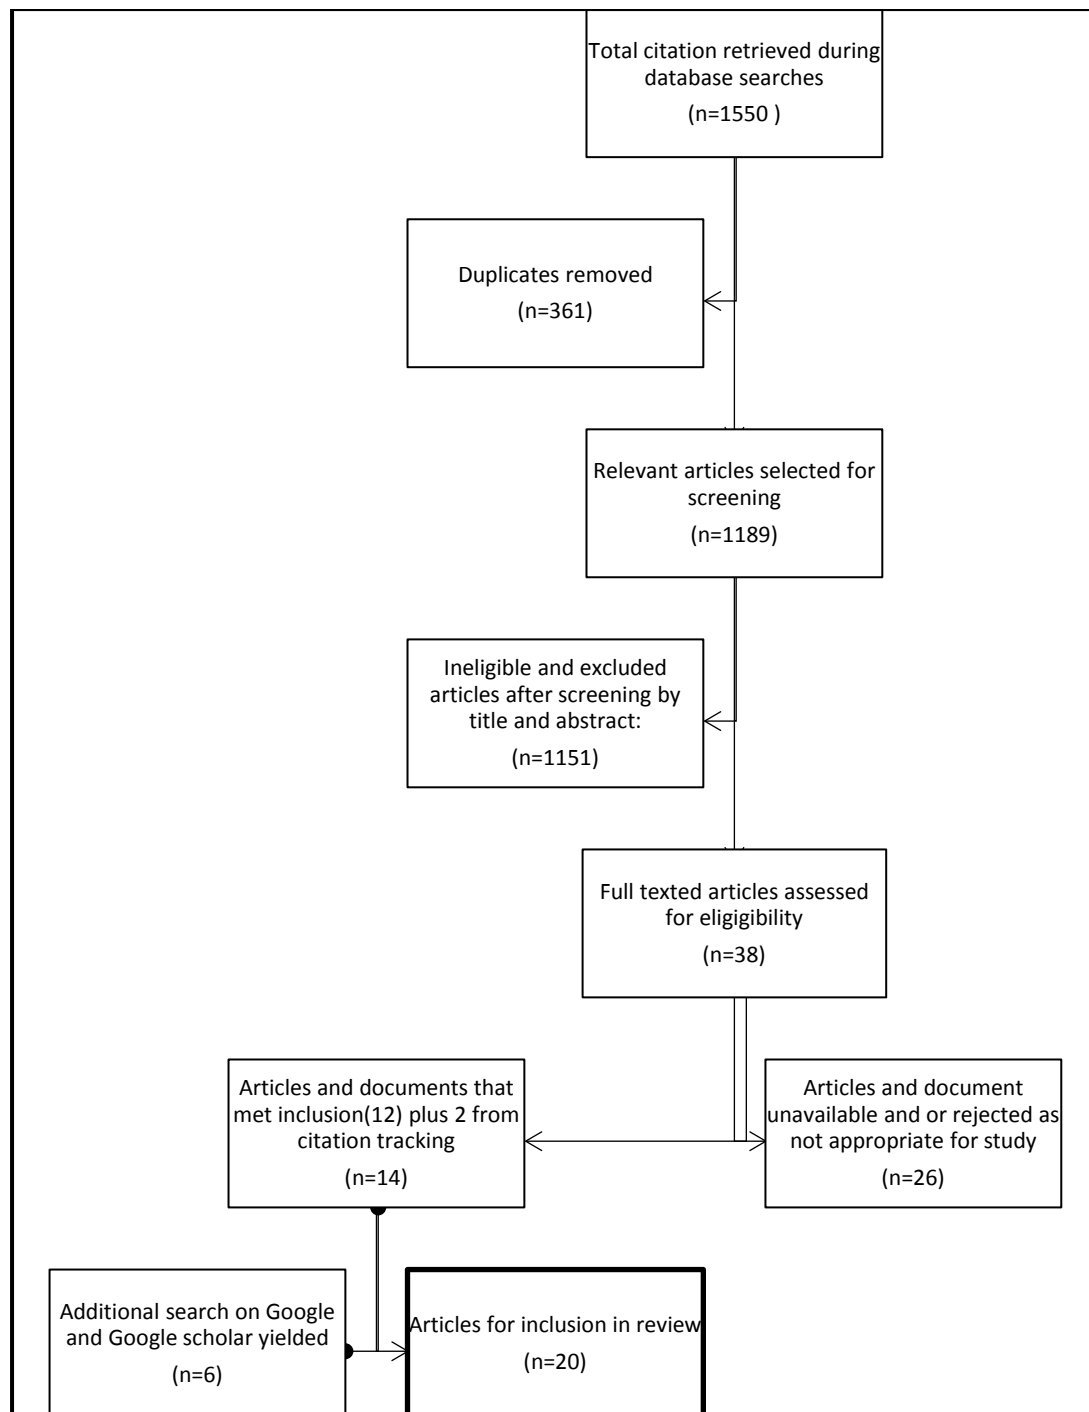 Total citation retrieved during
database searches
(n=1550 )
Duplicates removed
(n=361)
Relevant articles selected for
screening
(n=1189)
Ineligible and excluded
articles after screening by
title and abstract:
(n=1151)
Full texted articles assessed
for eligigibility
(n=38)
Articles and documents that
met inclusion(12) plus 2 from
citation tracking
(n=14)
Articles and document
unavailable and or rejected as
not appropriate for study
(n=26)
Additional search on Google
and Google scholar yielded
(n=6)
Articles for inclusion in review
(n=20)